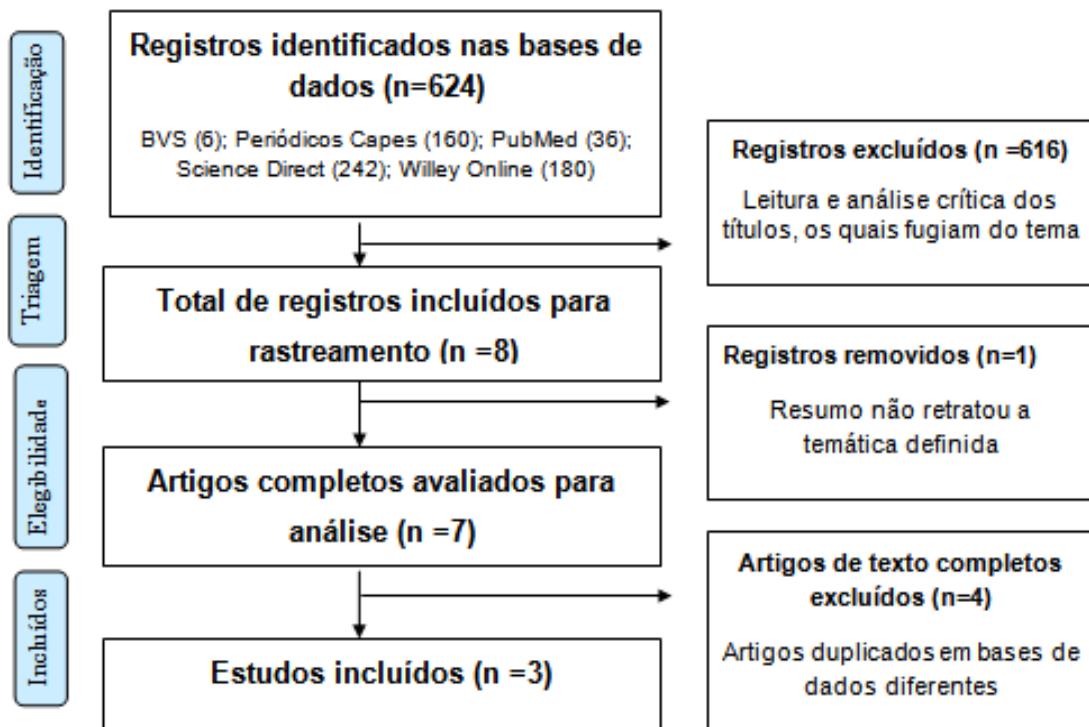 Identificação
Registros identificados nas bases de
dados (n=624)
BVS (6); Periódicos Capes (160); PubMed (36);
Science Direct (242); Willey Online (180)
Registros excluídos (n =616)
Leitura e análise crítica dos
títulos, os quais fugiam do tema
Triagem
Total de registros incluídos para
rastreamento (n =8)
Registros removidos (n=1)
Resumo não retratou a
temática definida
Elegibilidade
Artigos completos avaliados para
análise (n =7)
Artigos de texto completos
excluídos (n=4)
Artigos duplicados em bases de
dados diferentes
Incluídos
Estudos incluídos (n =3)